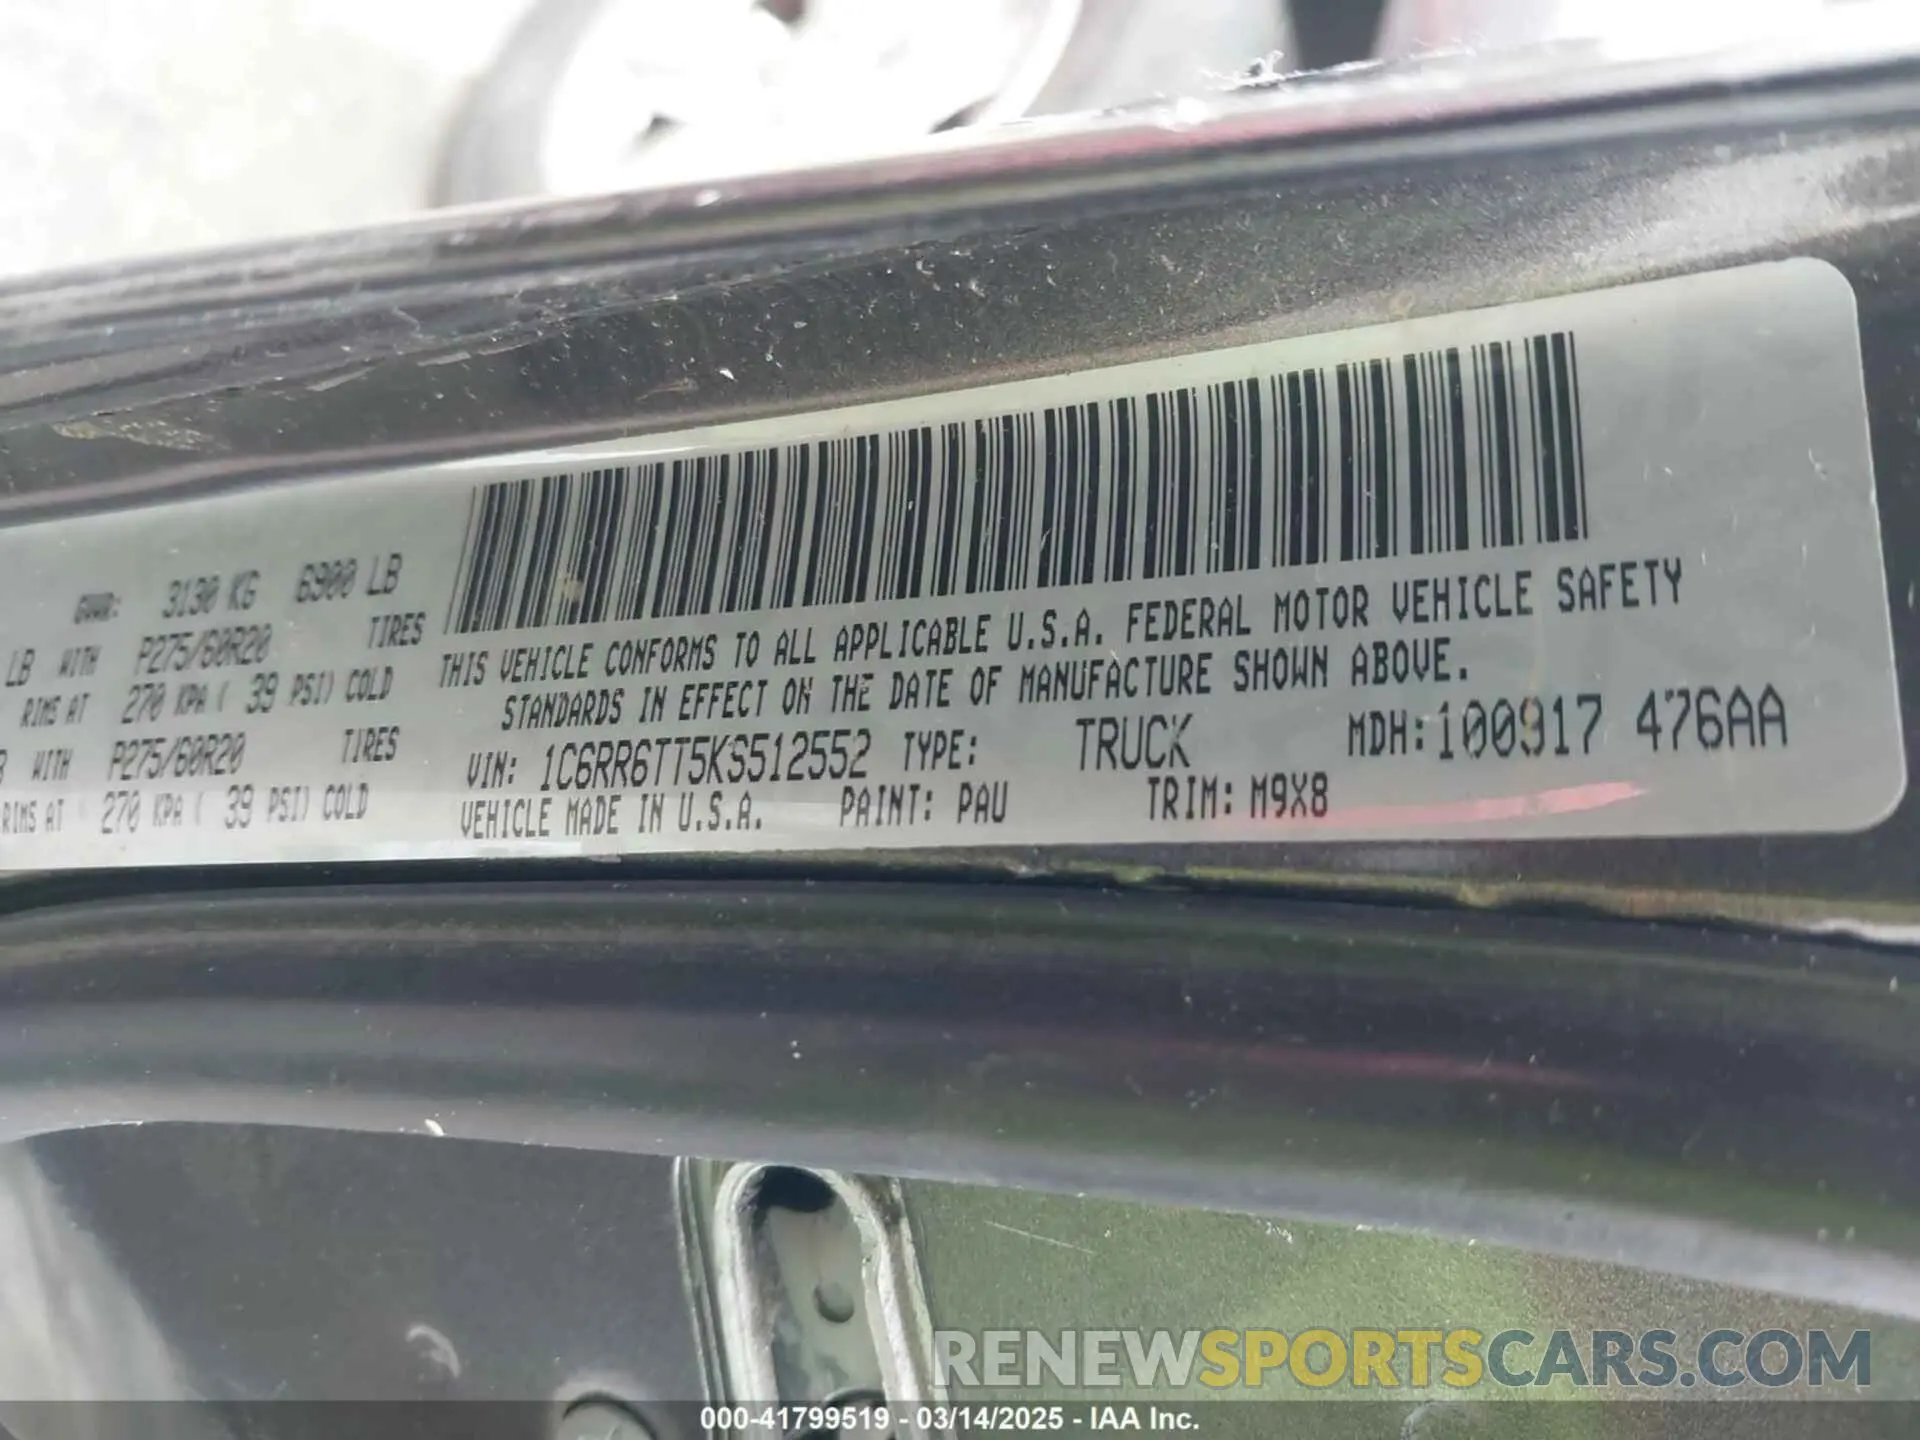 GVWR: 3130 KG 6900 LB
LB WITH P275/60R20 TIRES
RIMS AT 270 KPA ( 39 PSI) COLD
WITH P275/60R20 TIRES
RIMS AT 270 KPA ( 39 PSI) COLD
THIS VEHICLE CONFORMS TO ALL APPLICABLE U.S.A. FEDERAL MOTOR VEHICLE SAFETY
STANDARDS IN EFFECT ON THE DATE OF MANUFACTURE SHOWN ABOVE.
VIN: 1C6RR6TT5KS512552 TYPE: TRUCK MDH:100917 476AA
VEHICLE MADE IN U.S.A. PAINT: PAU TRIM: M9X8
RENEWSPORTSCARS.COM
000-41799519 - 03/14/2025 - IAA Inc.